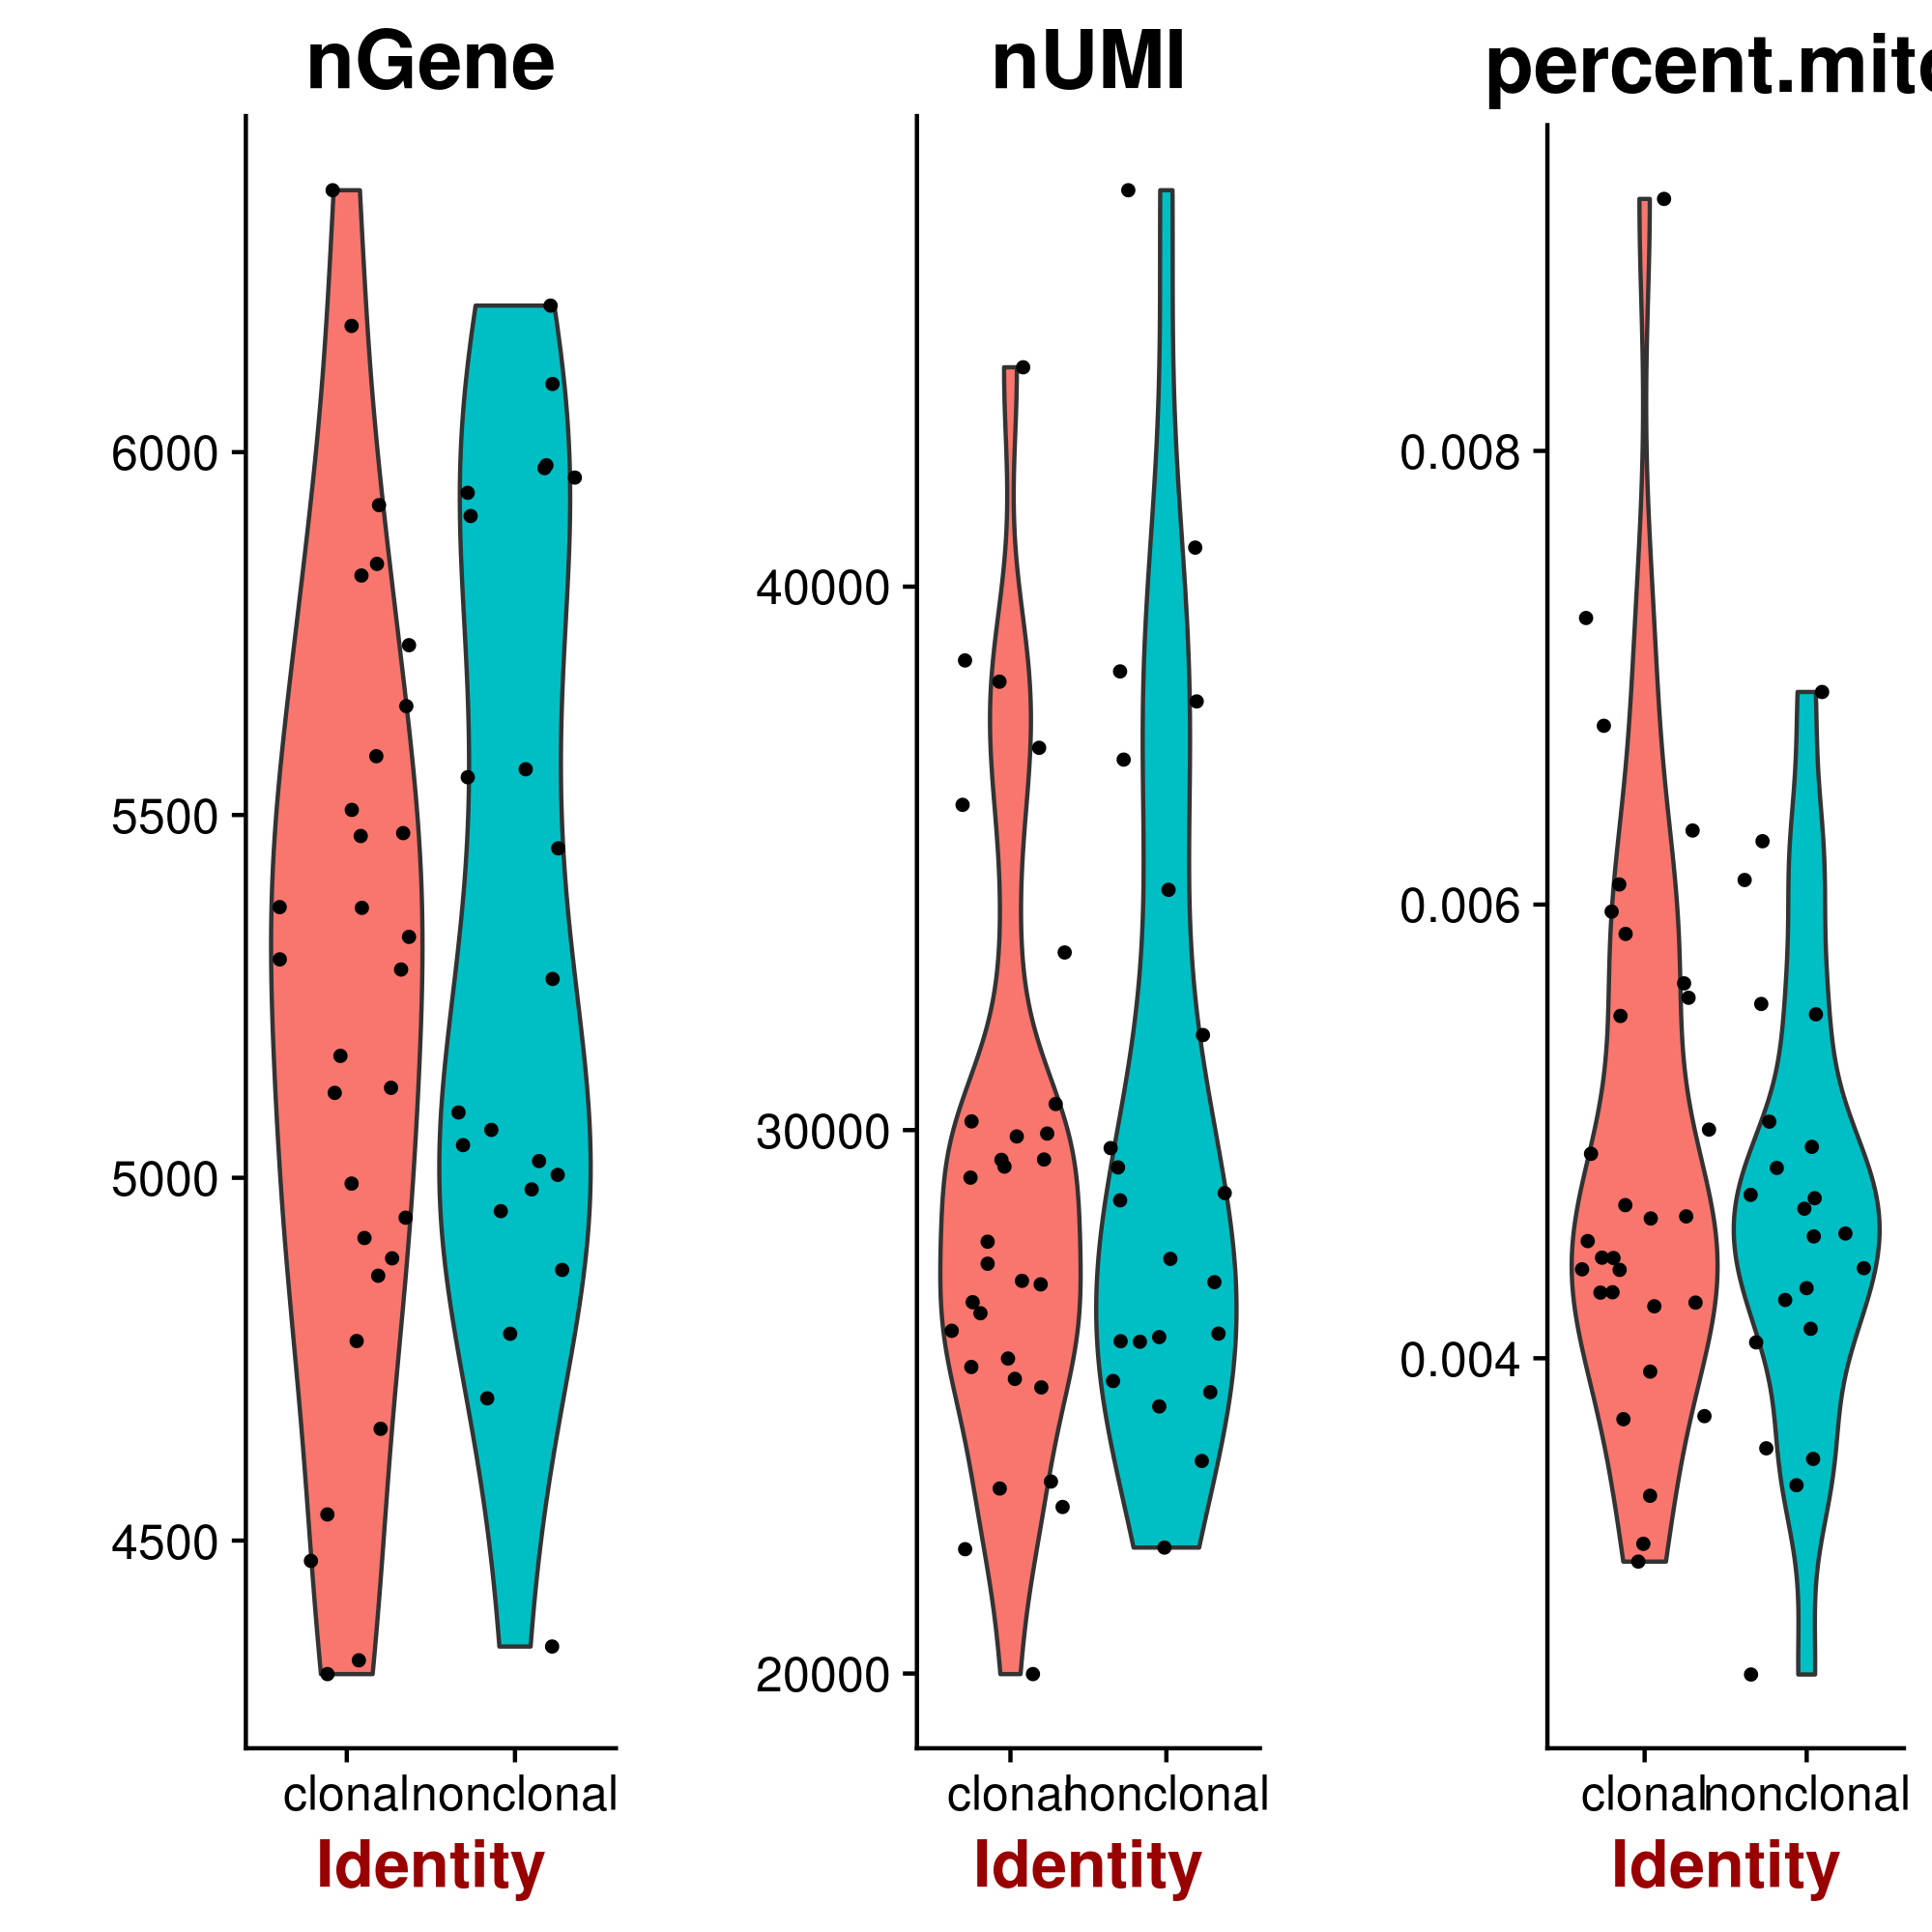 nGene
6000
5500
5000
4500
clonal nonclonal
Identity
nUMI
40000
30000
20000
clonal nonclonal
Identity
percent.mito
0.008
0.006
0.004
clonal nonclonal
Identity